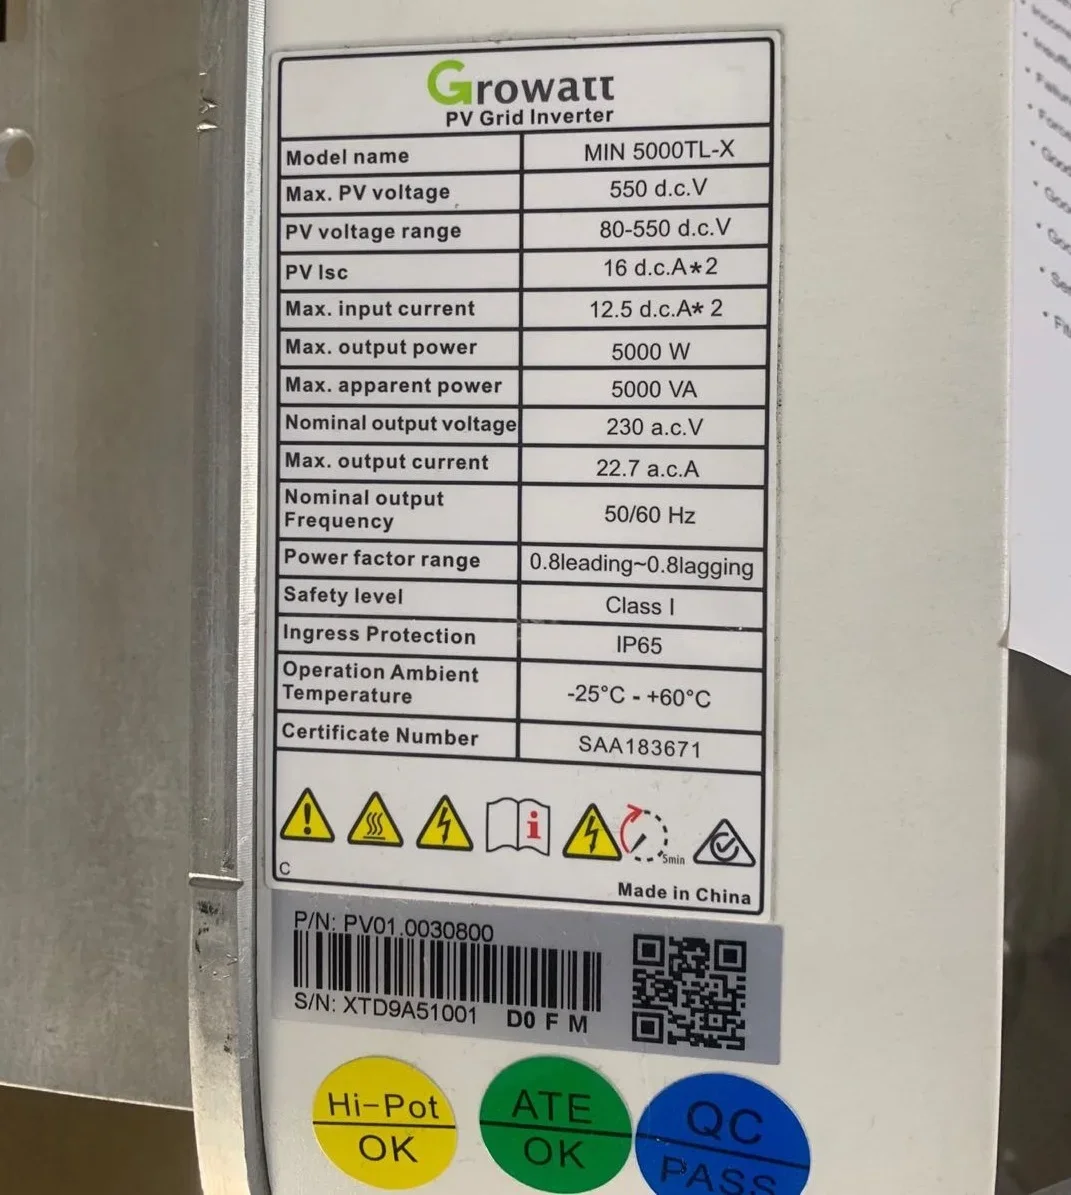 Growatt
PV Grid Inverter
Model name MIN 5000TL-X
Max. PV voltage 550 d.c.V
PV voltage range 80-550 d.c.V
PV Isc 16 d.c.A*2
Max. input current 12.5 d.c.A* 2
Max. output power 5000 W
Max. apparent power 5000 VA
Nominal output voltage 230 a.c.V
Max. output current 22.7 a.c.A
Nominal output
Frequency 50/60 Hz
Power factor range 0.8leading~0.8lagging
Safety level Class I
Ingress Protection IP65
Operation Ambient
Temperature -25°C - +60°C
Certificate Number SAA183671
5min
C
Made in China
P/N: PV01.0030800
S/N: XTD9A51001 D0 F M
Hi-Pot
OK
ATE
OK
QC
PASS